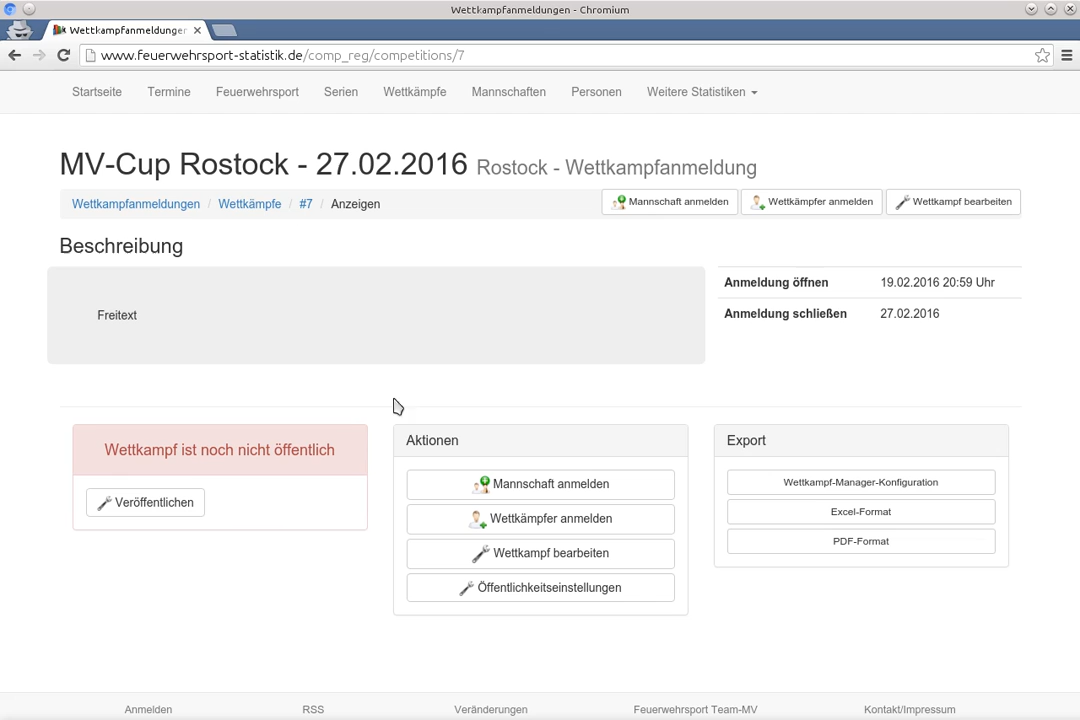 Wettkampfanmeldungen - Chromium
Wettkampfanmeldunger
www.feuerwehrsport-statistik.de/comp_reg/competitions/7
Startseite Termine Feuerwehrsport Serien Wettkämpfe Mannschaften Personen Weitere Statistiken
MV-Cup Rostock - 27.02.2016 Rostock - Wettkampfanmeldung
Wettkampfanmeldungen / Wettkämpfe / #7 / Anzeigen
Mannschaft anmelden Wettkämpfer anmelden Wettkampf bearbeiten
Beschreibung
Freitext
Anmeldung öffnen 19.02.2016 20:59 Uhr
Anmeldung schließen 27.02.2016
Wettkampf ist noch nicht öffentlich
Veröffentlichen
Aktionen
Mannschaft anmelden
Wettkämpfer anmelden
Wettkampf bearbeiten
Öffentlichkeitseinstellungen
Export
Wettkampf-Manager-Konfiguration
Excel-Format
PDF-Format
Anmelden RSS Veränderungen Feuerwehrsport Team-MV Kontakt/Impressum